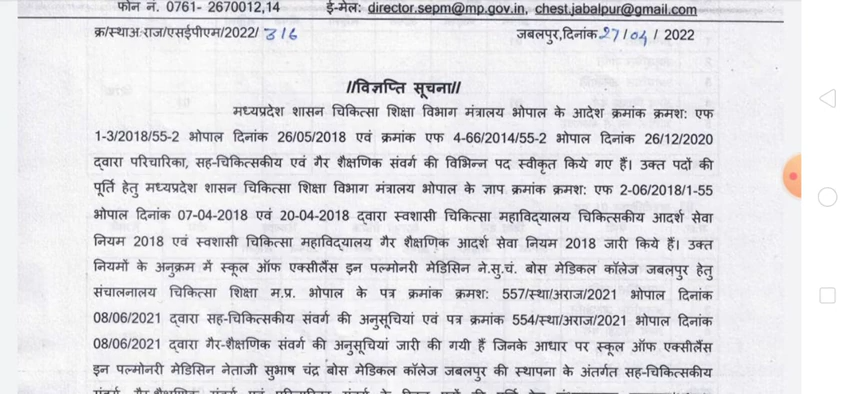 फोन नं. 0761- 2670012,14 ई-मेल: director.sepm@mp.gov.in, chest.jabalpur@gmail.com
क्र/स्थाअ:राज/एसईपीएम/2022/ 316 जबलपुर,दिनांक 27/04 / 2022
//विज्ञप्ति सूचना//
मध्यप्रदेश शासन चिकित्सा शिक्षा विभाग मंत्रालय भोपाल के आदेश क्रमांक क्रमश: एफ
1-3/2018/55-2 भोपाल दिनांक 26/05/2018 एवं क्रमांक एफ 4-66/2014/55-2 भोपाल दिनांक 26/12/2020
द्वारा परिचारिका, सह-चिकित्सकीय एवं गैर शैक्षणिक संवर्ग की विभिन्न पद स्वीकृत किये गए हैं। उक्त पदों की
पूर्ति हेतु मध्यप्रदेश शासन चिकित्सा शिक्षा विभाग मंत्रालय भोपाल के ज्ञाप क्रमांक क्रमश: एफ 2-06/2018/1-55
भोपाल दिनांक 07-04-2018 एवं 20-04-2018 द्वारा स्वशासी चिकित्सा महाविद्यालय चिकित्सकीय आदर्श सेवा
नियम 2018 एवं स्वशासी चिकित्सा महाविद्यालय गैर शैक्षणिक आदर्श सेवा नियम 2018 जारी किये हैं। उक्त
नियमों के अनुक्रम में स्कूल ऑफ एक्सीलैंस इन पल्मोनरी मेडिसिन ने.सु.चं. बोस मेडिकल कॉलेज जबलपुर हेतु
संचालनालय चिकित्सा शिक्षा म.प्र. भोपाल के पत्र क्रमांक क्रमश: 557/स्था/अराज/2021 भोपाल दिनांक
08/06/2021 द्वारा सह-चिकित्सकीय संवर्ग की अनुसूचियां एवं पत्र क्रमांक 554/स्था/अराज/2021 भोपाल दिनांक
08/06/2021 द्वारा गैर-शैक्षणिक संवर्ग की अनुसूचियां जारी की गयी हैं जिनके आधार पर स्कूल ऑफ एक्सीलैंस
इन पल्मोनरी मेडिसिन नेताजी सुभाष चंद्र बोस मेडिकल कॉलेज जबलपुर की स्थापना के अंतर्गत सह-चिकित्सकीय